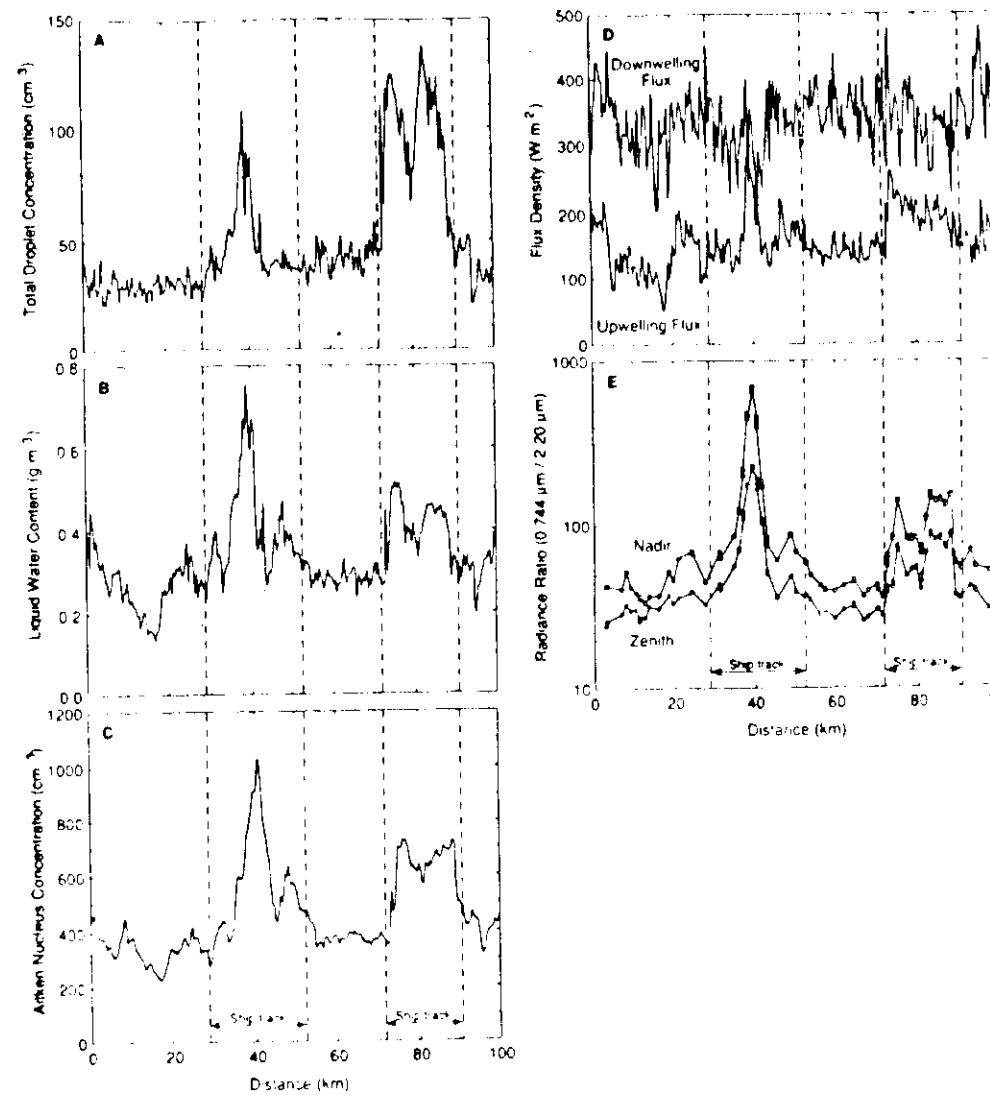 A
Total Droplet Concentration (cm 3)
150
100
50
0
B
Liquid Water Content (g m 3)
0.8
0.6
0.4
0.2
0.0
C
Aitken Nucleus Concentration (cm 3)
1200
1000
800
600
400
200
0
Ship track
Ship track
0 20 40 60 80 100
Distance (km)
D
Flux Density (W m 2)
500
400
300
200
100
0
Downwelling
Flux
Upwelling Flux
E
Radiance Ratio (0 744 µm / 2 20 µm)
1000
100
10
Nadir
Zenith
Ship track
Ship track
0 20 40 60 80
Distance (km)